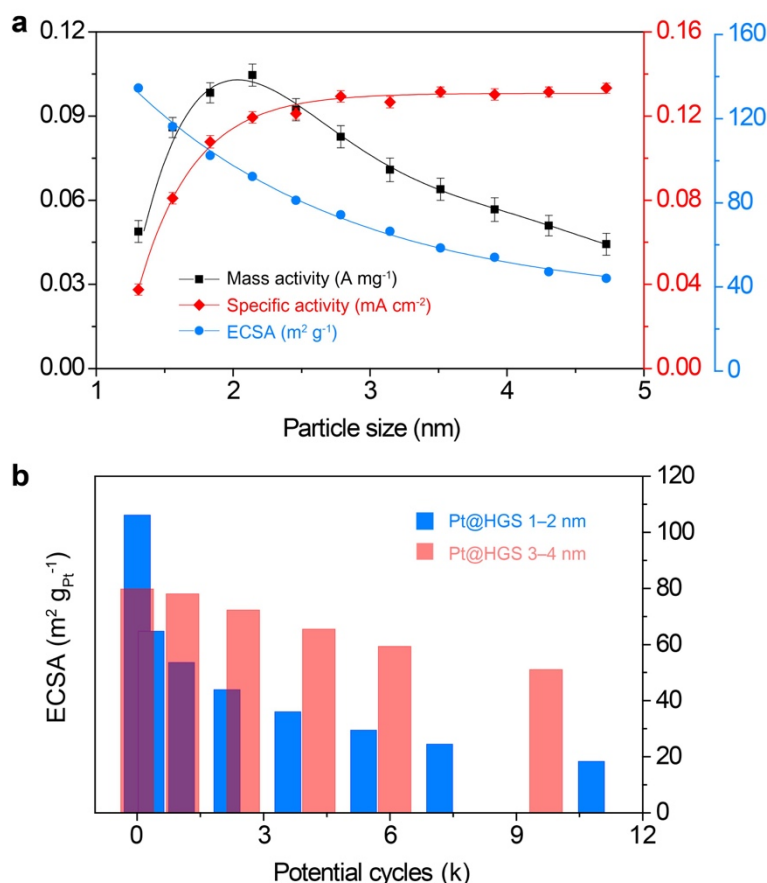 a
0.12
0.09
0.06
0.03
0.00
0.16
0.12
0.08
0.04
0.00
160
120
80
40
0
Mass activity (A mg⁻¹)
Specific activity (mA cm⁻²)
ECSA (m² g⁻¹)
1 2 3 4 5
Particle size (nm)
b
ECSA (m² g_Pt⁻¹)
Pt@HGS 1–2 nm
Pt@HGS 3–4 nm
120
100
80
60
40
20
0
0 3 6 9 12
Potential cycles (k)